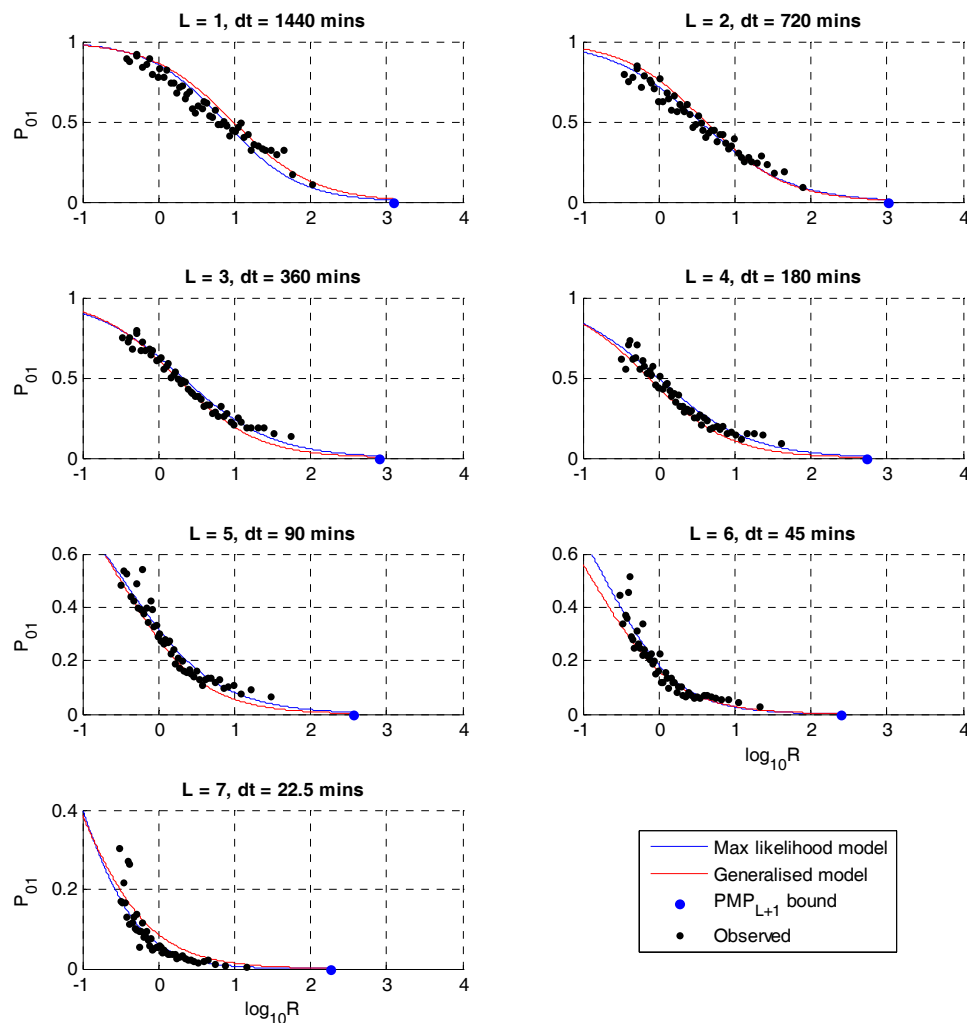 L = 1, dt = 1440 mins
1
0.5
0
P01
-1 0 1 2 3 4
L = 2, dt = 720 mins
1
0.5
0
-1 0 1 2 3 4
L = 3, dt = 360 mins
1
0.5
0
P01
-1 0 1 2 3 4
L = 4, dt = 180 mins
1
0.5
0
-1 0 1 2 3 4
L = 5, dt = 90 mins
0.6
0.4
0.2
0
P01
-1 0 1 2 3 4
L = 6, dt = 45 mins
0.6
0.4
0.2
0
-1 0 1 2 3 4
log10R
L = 7, dt = 22.5 mins
0.4
0.2
0
P01
-1 0 1 2 3 4
log10R
Max likelihood model
Generalised model
PMPL+1 bound
Observed